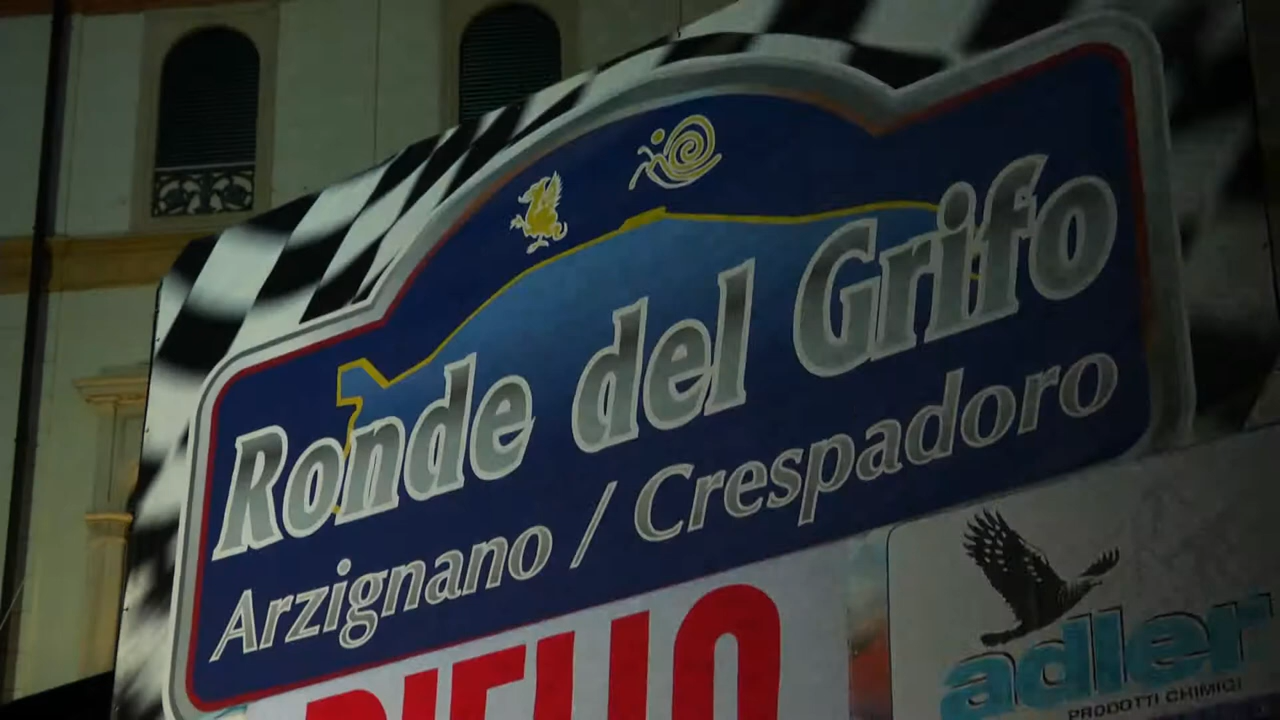 Ronde del Grifo
Arzignano / Crespadoro
adler
PRODOTTI CHIMICI